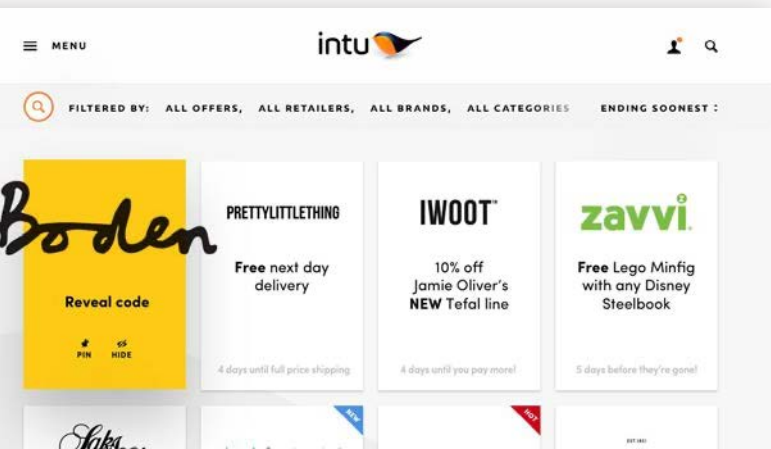 MENU
intu
FILTERED BY: ALL OFFERS, ALL RETAILERS, ALL BRANDS, ALL CATEGORIES ENDING SOONEST
Boden
Reveal code
PIN HIDE
PRETTYLITTLETHING
Free next day
delivery
4 days until full price shipping
IWOOT™
10% off
Jamie Oliver's
NEW Tefal line
4 days until you pay more!
zavvi
Free Lego Minfig
with any Disney
Steelbook
5 days before they're gone!
Saks
NEW
HOT